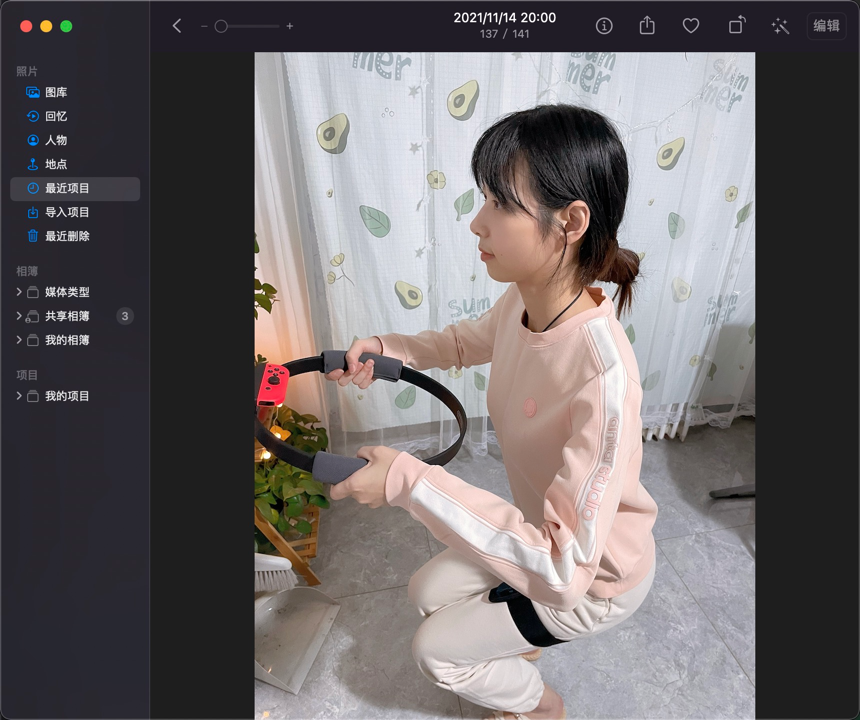 2021/11/14 20:00
137 / 141
编辑
照片
图库
回忆
人物
地点
最近项目
导入项目
最近删除
相簿
媒体类型
共享相簿
3
我的相簿
项目
我的项目
mer
mer
sum
mer
sum
mer
sum
mer
studio